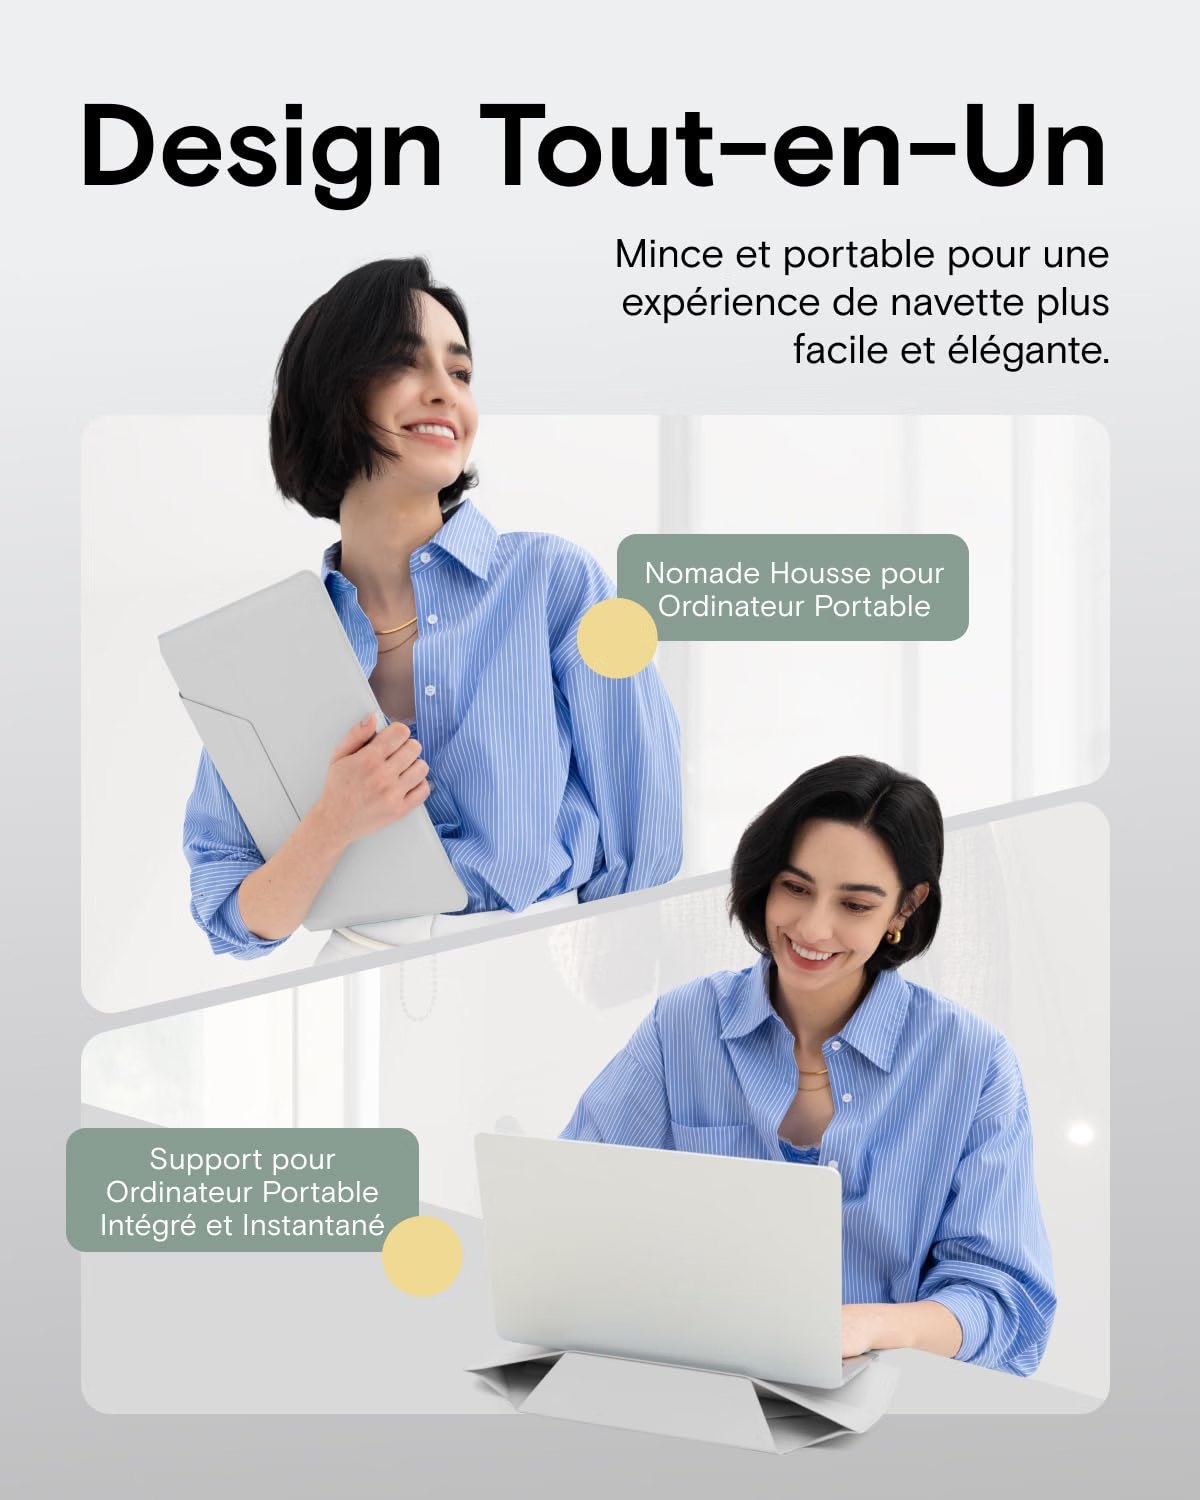 Design Tout-en-Un
Mince et portable pour une
expérience de navette plus
facile et élégante.
Nomade Housse pour
Ordinateur Portable
Support pour
Ordinateur Portable
Intégré et Instantané